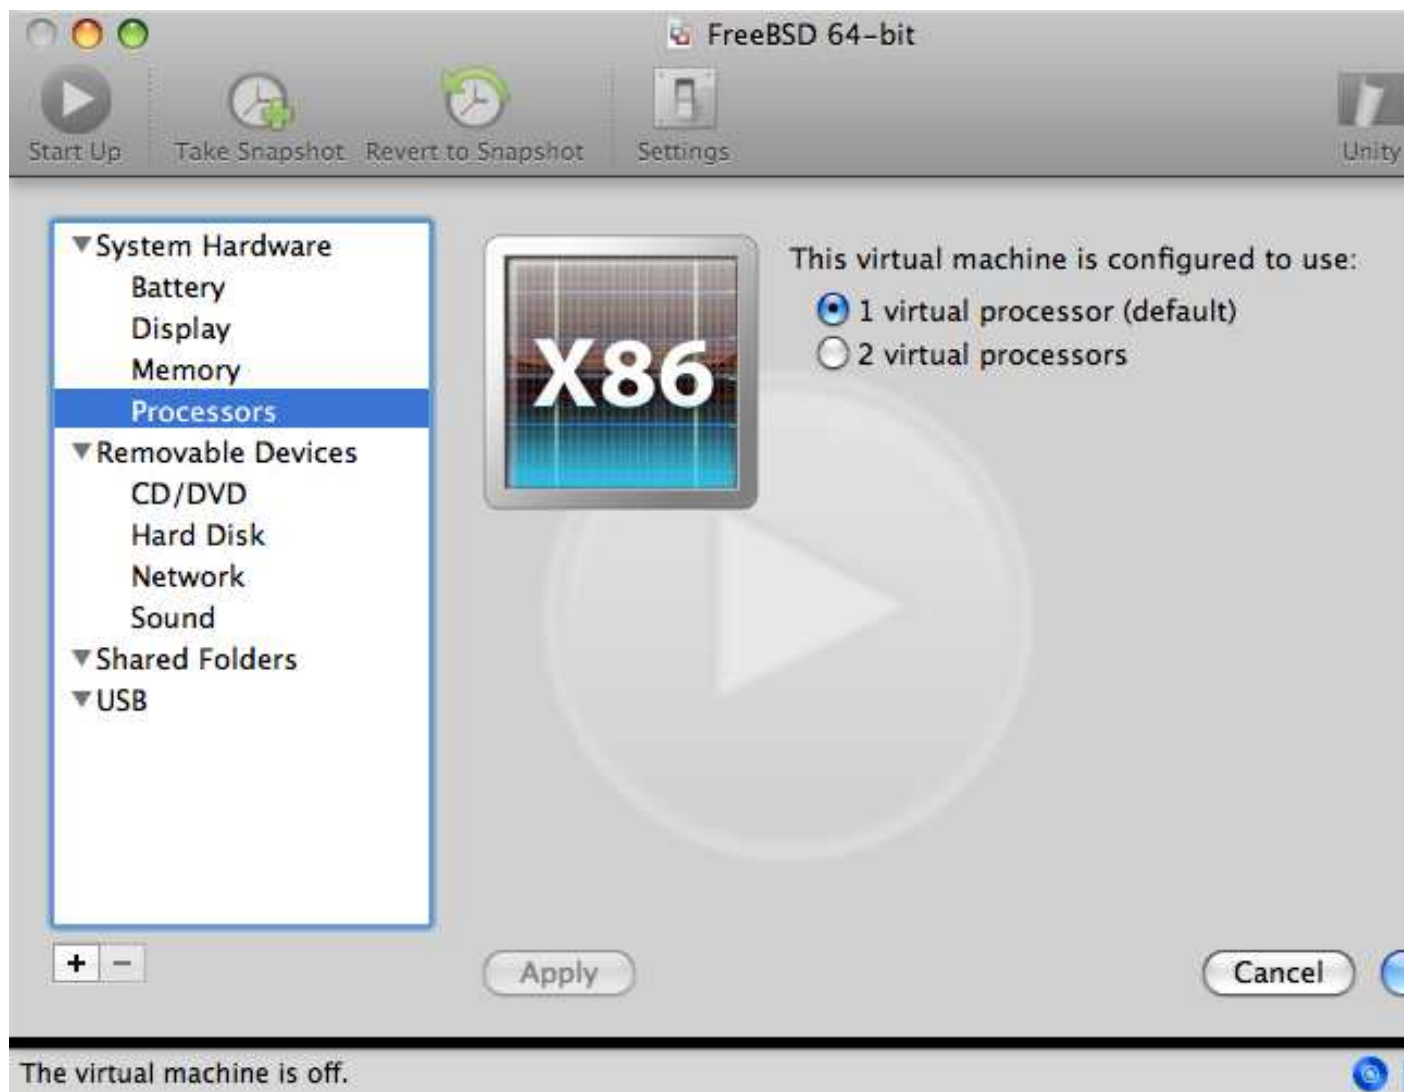 FreeBSD 64-bit
Start Up
Take Snapshot
Revert to Snapshot
Settings
Unity
System Hardware
Battery
Display
Memory
Processors
Removable Devices
CD/DVD
Hard Disk
Network
Sound
Shared Folders
USB
X86
This virtual machine is configured to use:
1 virtual processor (default)
2 virtual processors
+ -
Apply
Cancel
The virtual machine is off.